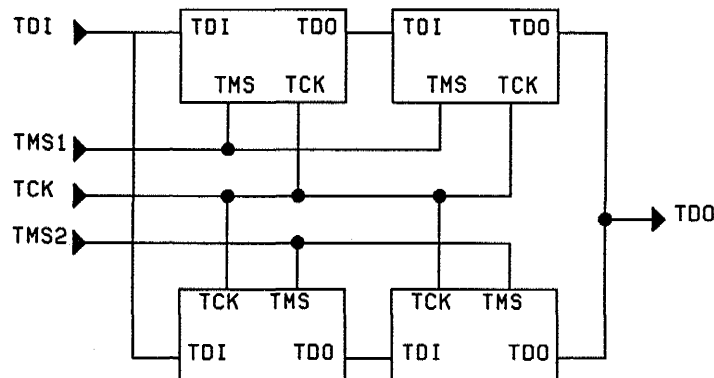 TDI
TDI TDO TDI TDO
TMS TCK TMS TCK
TMS1
TCK
TMS2
TDO
TCK TMS TCK TMS
TDI TDO TDI TDO